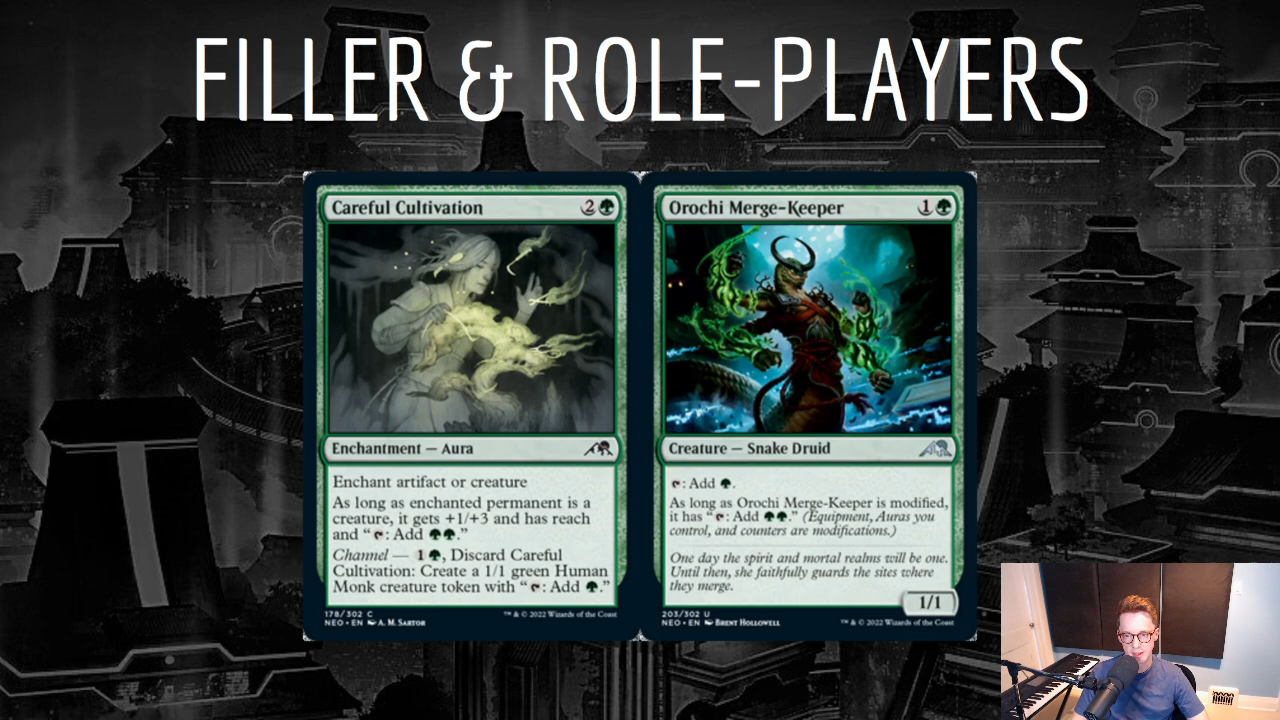 FILLER & ROLE-PLAYERS
Careful Cultivation 2
Enchantment — Aura
Enchant artifact or creature
As long as enchanted permanent is a
creature, it gets +1/+3 and has reach
and “: Add .”
Channel — 1, Discard Careful
Cultivation: Create a 1/1 green Human
Monk creature token with “: Add .”
178/302 C
NEO • EN A. M. SARTOR
™ & © 2022 Wizards of the Coast
Orochi Merge-Keeper 1
Creature — Snake Druid
: Add .
As long as Orochi Merge-Keeper is modified,
it has “: Add .” (Equipment, Auras you
control, and counters are modifications.)
One day the spirit and mortal realms will be one.
Until then, she faithfully guards the sites where
they merge.
1/1
203/302 U
NEO • EN BRENT HOLLOWELL
™ & © 2022 Wizards of the Coast